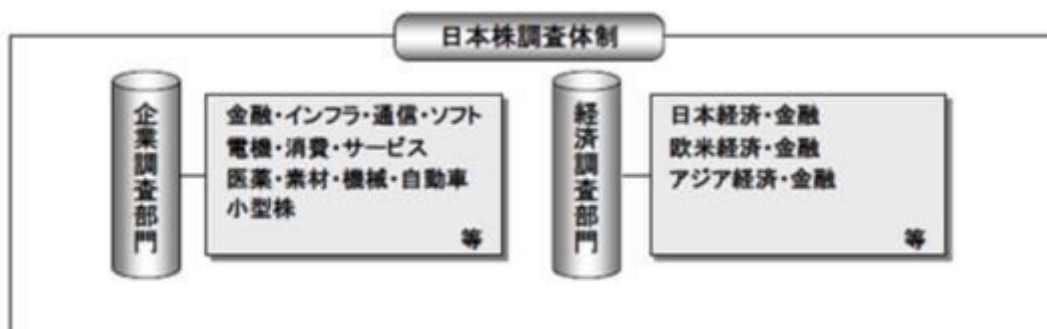 日本株調査体制
企業調査部門
金融・インフラ・通信・ソフト
電機・消費・サービス
医薬・素材・機械・自動車
小型株
等
経済調査部門
日本経済・金融
欧米経済・金融
アジア経済・金融
等